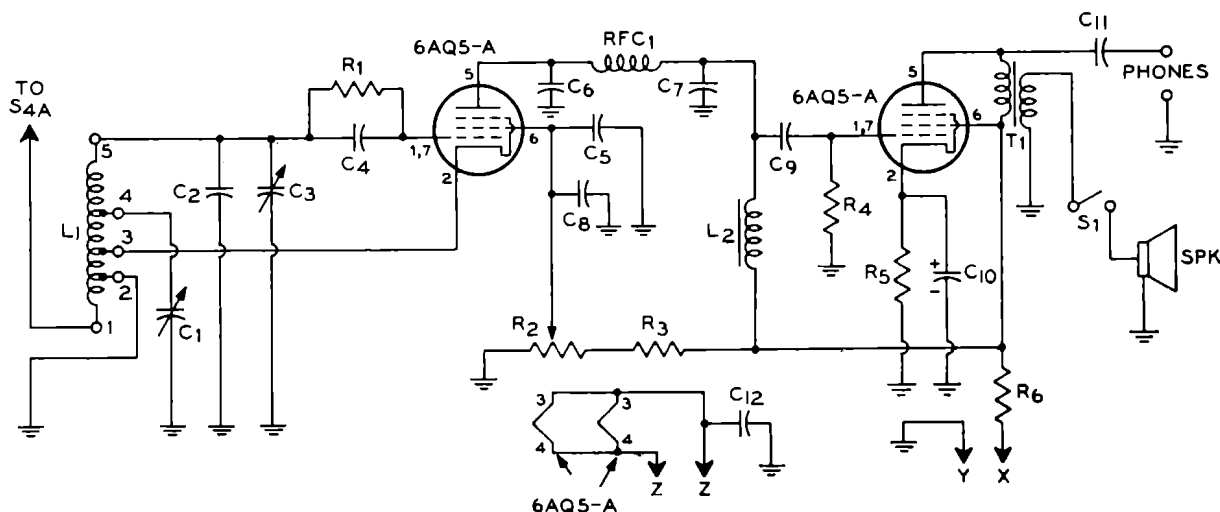 TO
S4A
5
4
L1
3
2
1
C1
C2
C3
R1
C4
6AQ5-A
5
1,7
6
2
C6
RFC1
C7
C5
C8
C9
R4
L2
R2
R3
6AQ5-A
5
1,7
6
2
R5
+
-
C10
T1
C11
PHONES
S1
SPK
R6
3
4
3
4
C12
Z
Z
Y
X
6AQ5-A